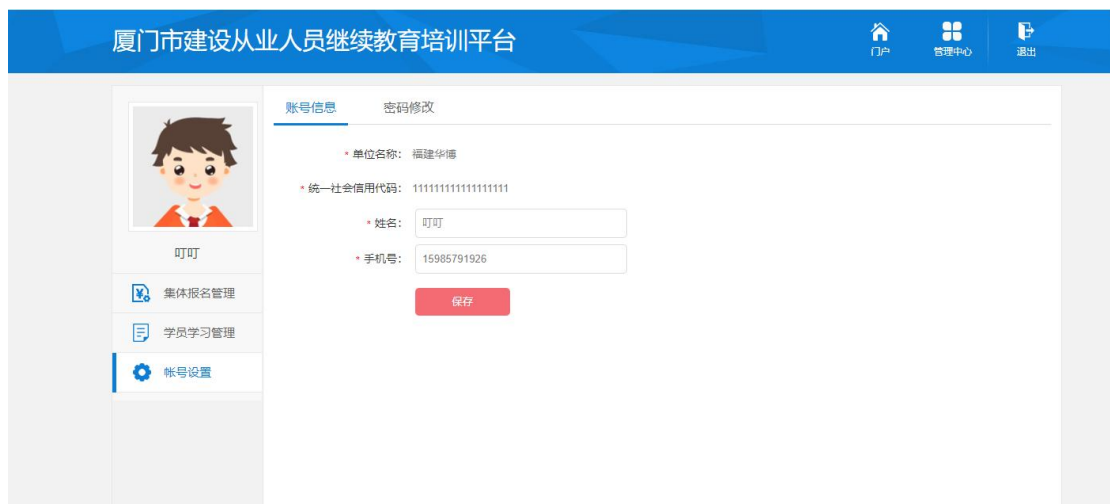 厦门市建设从业人员继续教育培训平台
门户
管理中心
退出
账号信息
密码修改
* 单位名称： 福建华博
* 统一社会信用代码： 111111111111111111
* 姓名： 叮叮
* 手机号： 15985791926
保存
叮叮
集体报名管理
学员学习管理
帐号设置